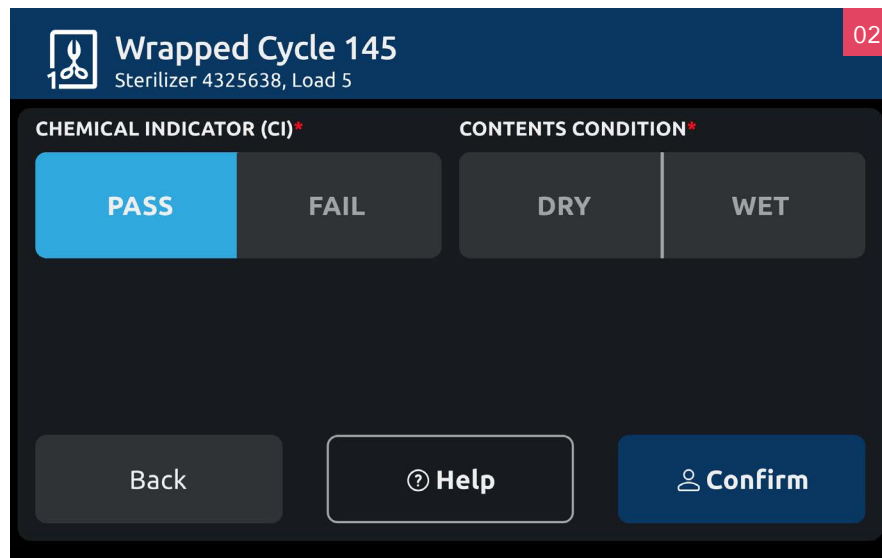 02
Wrapped Cycle 145
1
Sterilizer 4325638, Load 5
CHEMICAL INDICATOR (CI)*
CONTENTS CONDITION*
PASS
FAIL
DRY
WET
Back
? Help
Confirm